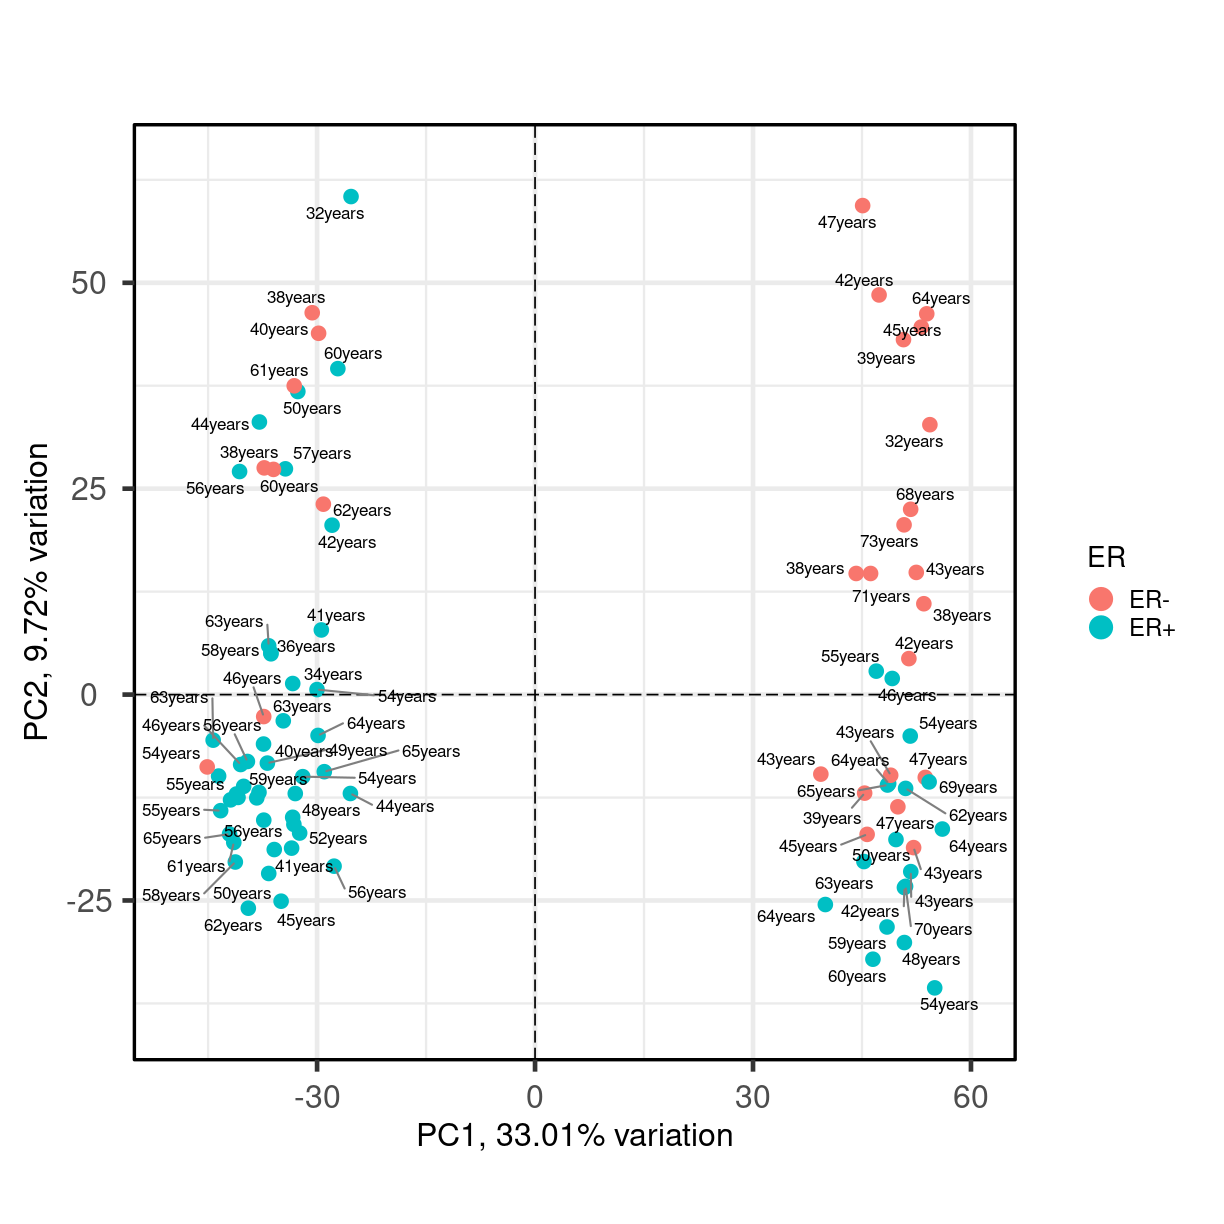 32years
47years
42years
38years
64years
40years
45years
60years
39years
61years
50years
44years
32years
38years
57years
56years
60years
68years
62years
42years
73years
38years
43years
71years
41years
38years
63years
58years
36years
42years
55years
46years
34years
63years
54years
46years
63years
46years
56years
64years
54years
43years
54years
40years
49years
65years
43years
64years
47years
55years
59years
54years
65years
69years
55years
48years
44years
39years
62years
65years
56years
52years
45years
47years
64years
61years
41years
50years
43years
58years
50years
56years
63years
43years
62years
45years
64years
42years
70years
59years
48years
60years
54years
50
25
0
-25
-30
0
30
60
PC1, 33.01% variation
PC2, 9.72% variation
ER
ER-
ER+